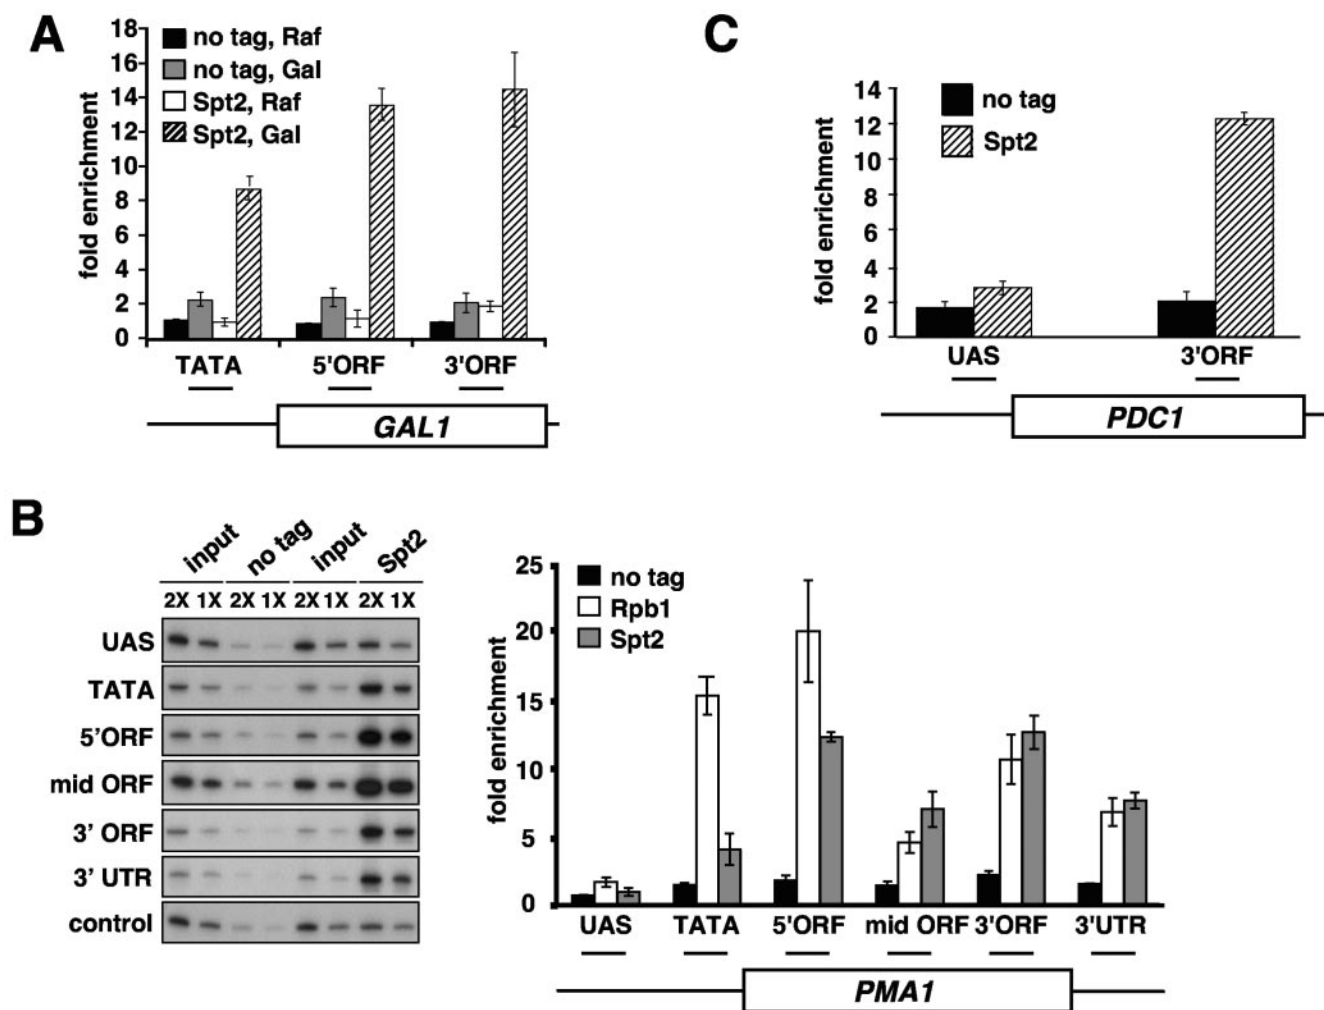 A
18
16
14
12
10
8
6
4
2
0
fold enrichment
no tag, Raf
no tag, Gal
Spt2, Raf
Spt2, Gal
TATA 5'ORF 3'ORF
GAL1
C
14
12
10
8
6
4
2
0
fold enrichment
no tag
Spt2
UAS 3'ORF
PDC1
B
input no tag input Spt2
2X 1X 2X 1X 2X 1X 2X 1X
UAS
TATA
5'ORF
mid ORF
3' ORF
3' UTR
control
25
20
15
10
5
0
fold enrichment
no tag
Rpb1
Spt2
UAS TATA 5'ORF mid ORF 3'ORF 3'UTR
PMA1